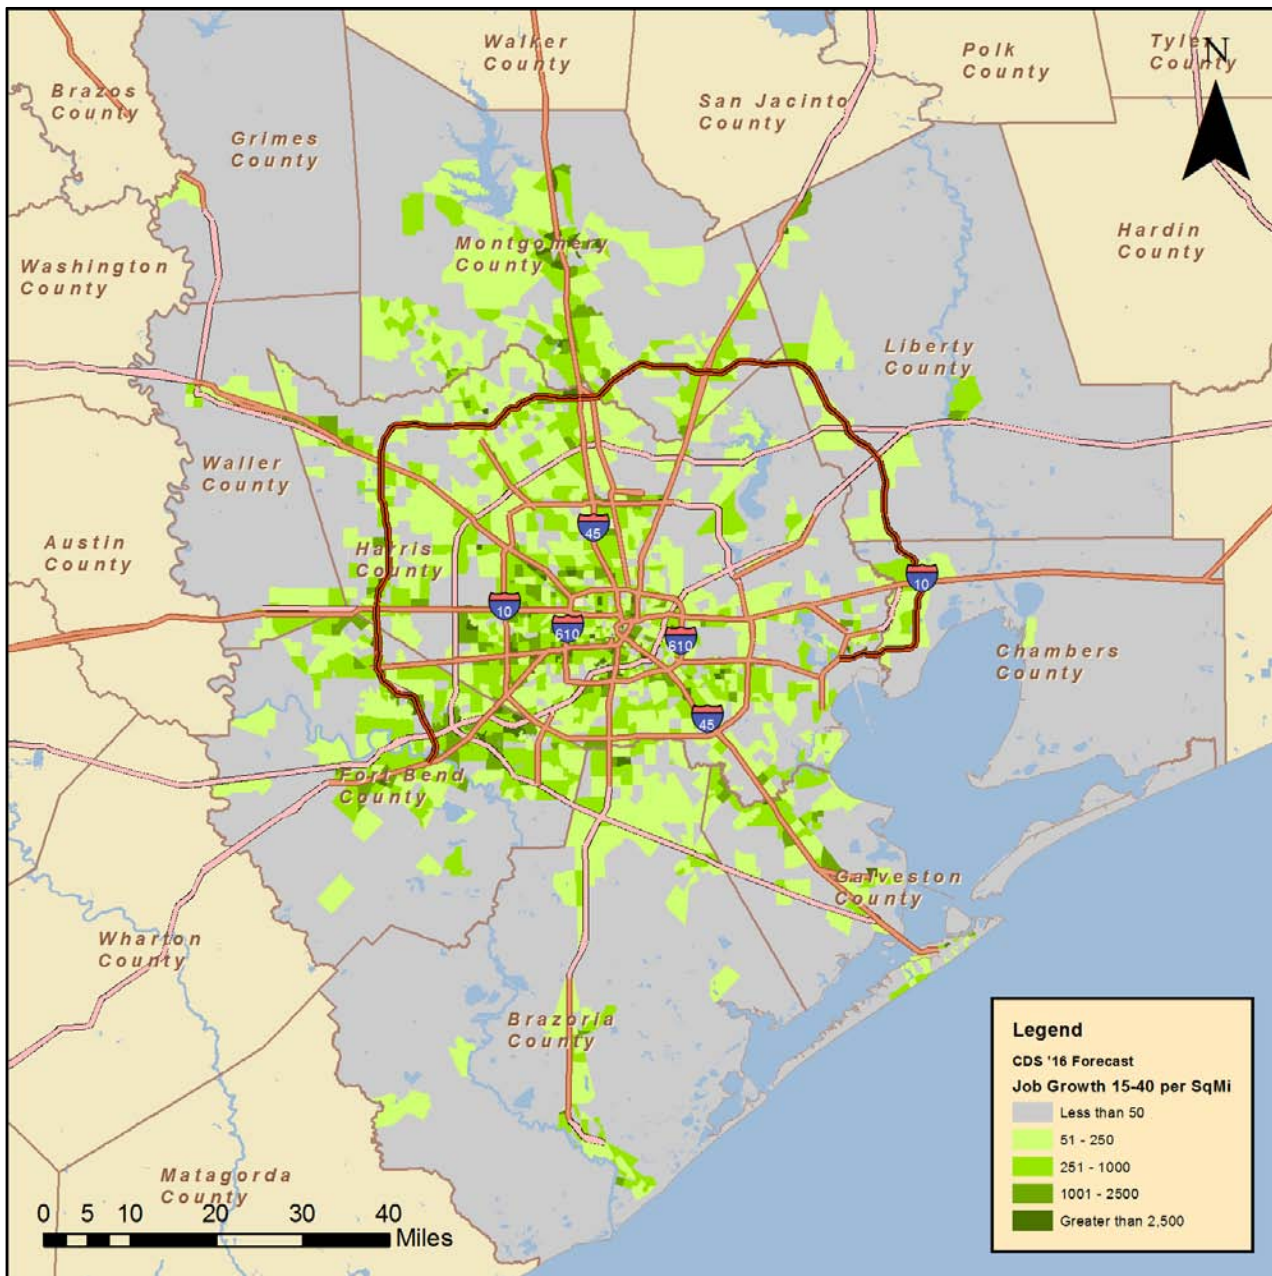 Walker
County
Polk
County
Tyler
County
N
Brazos
County
San Jacinto
County
Grimes
County
Hardin
County
Montgomery
County
Washington
County
Liberty
County
Waller
County
Austin
County
Harris
County
45
10
10
610
610
Chambers
County
45
Fort Bend
County
Galveston
County
Wharton
County
Brazoria
County
Matagorda
County
0 5 10 20 30 40
Miles
Legend
CDS '16 Forecast
Job Growth 15-40 per SqMi
Less than 50
51 - 250
251 - 1000
1001 - 2500
Greater than 2,500